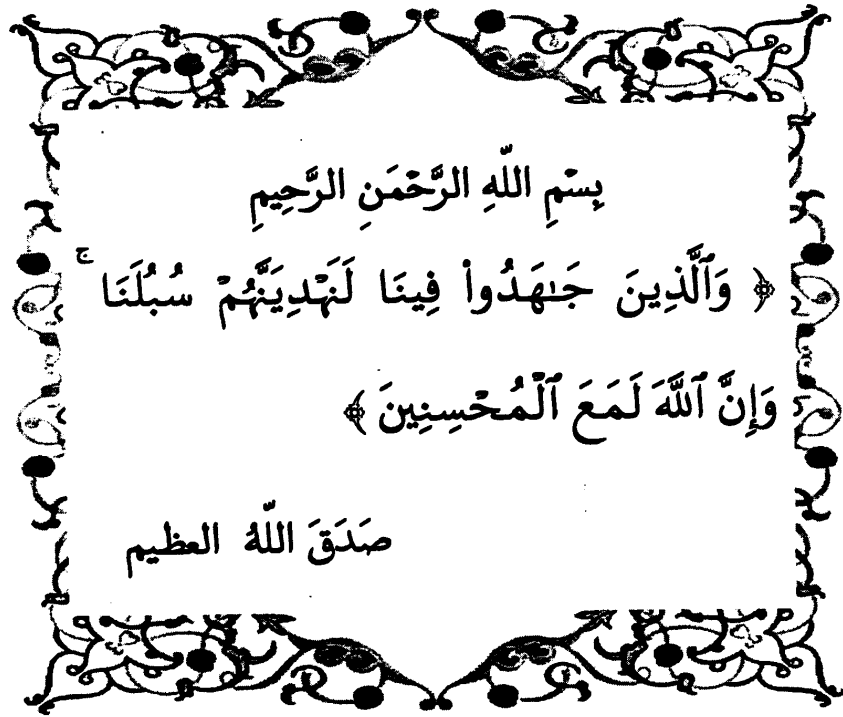 بِسْمِ اللَّهِ الرَّحْمَنِ الرَّحِيمِ
﴿ وَٱلَّذِينَ جَـٰهَدُوا۟ فِينَا لَنَهْدِيَنَّهُمْ سُبُلَنَا ۚ
وَإِنَّ ٱللَّهَ لَمَعَ ٱلْمُحْسِنِينَ ﴾
صَدَقَ اللَّهُ العظيم